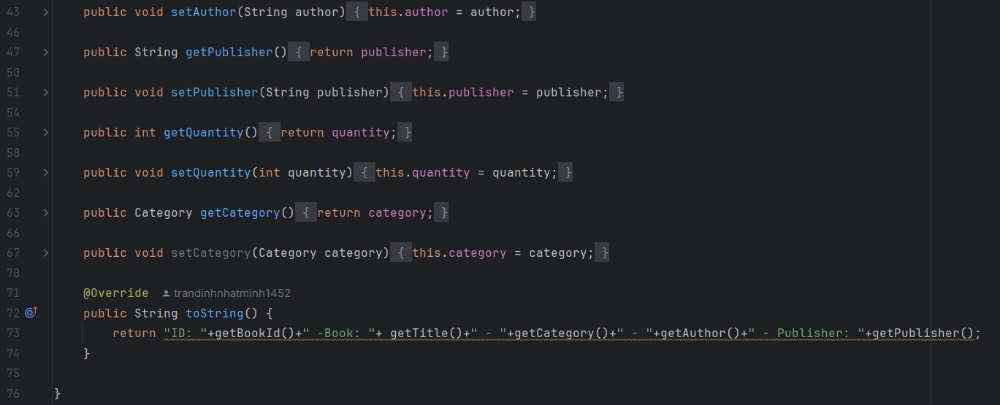 43 public void setAuthor(String author) { this.author = author; }
46
47 public String getPublisher() { return publisher; }
50
51 public void setPublisher(String publisher) { this.publisher = publisher; }
54
55 public int getQuantity() { return quantity; }
58
59 public void setQuantity(int quantity) { this.quantity = quantity; }
62
63 public Category getCategory() { return category; }
66
67 public void setCategory(Category category) { this.category = category; }
70
71 @Override trandinhnhatminh1452
72 public String toString() {
73 return "ID: "+getBookId()+" -Book: "+ getTitle()+" - "+getCategory()+" - "+getAuthor()+" - Publisher: "+getPublisher();
74 }
75
76 }